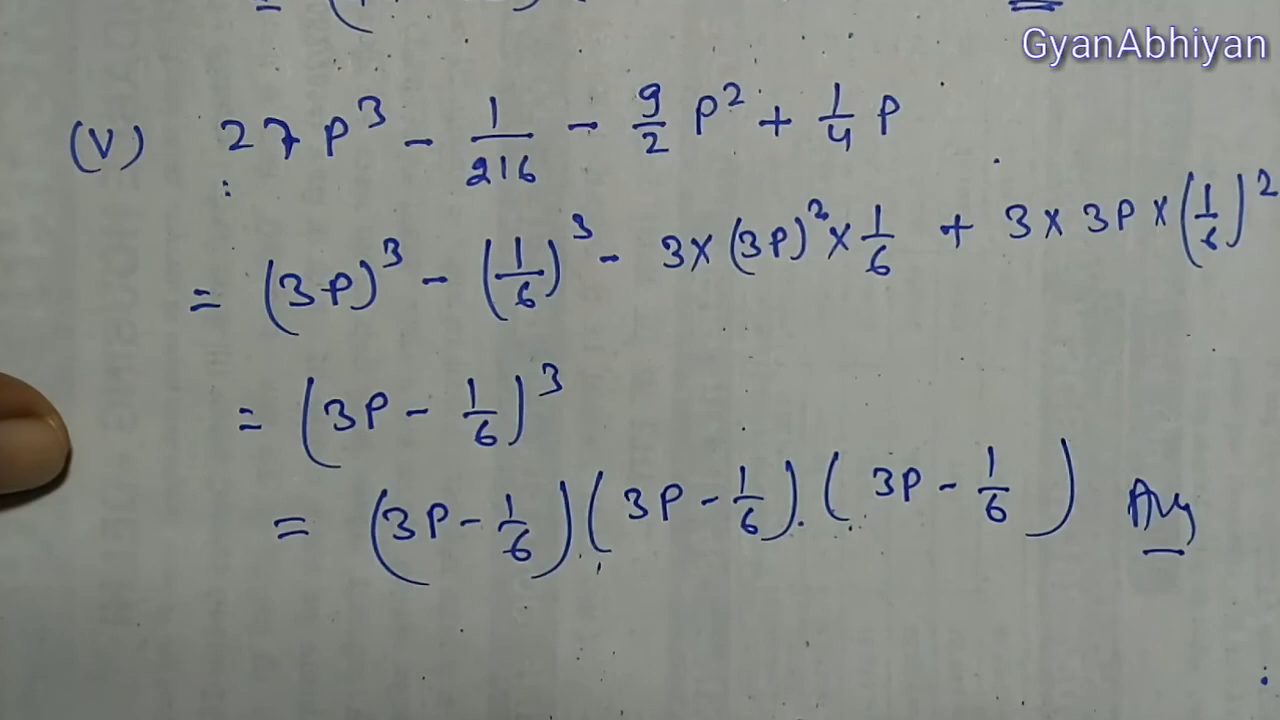 GyanAbhiyan
(V) 27P³ - 1/216 - 9/2 P² + 1/4 P
= (3P)³ - (1/6)³ - 3×(3P)²×1/6 + 3×3P×(1/6)²
= (3P - 1/6)³
= (3P - 1/6)(3P - 1/6).(3P - 1/6) Ans